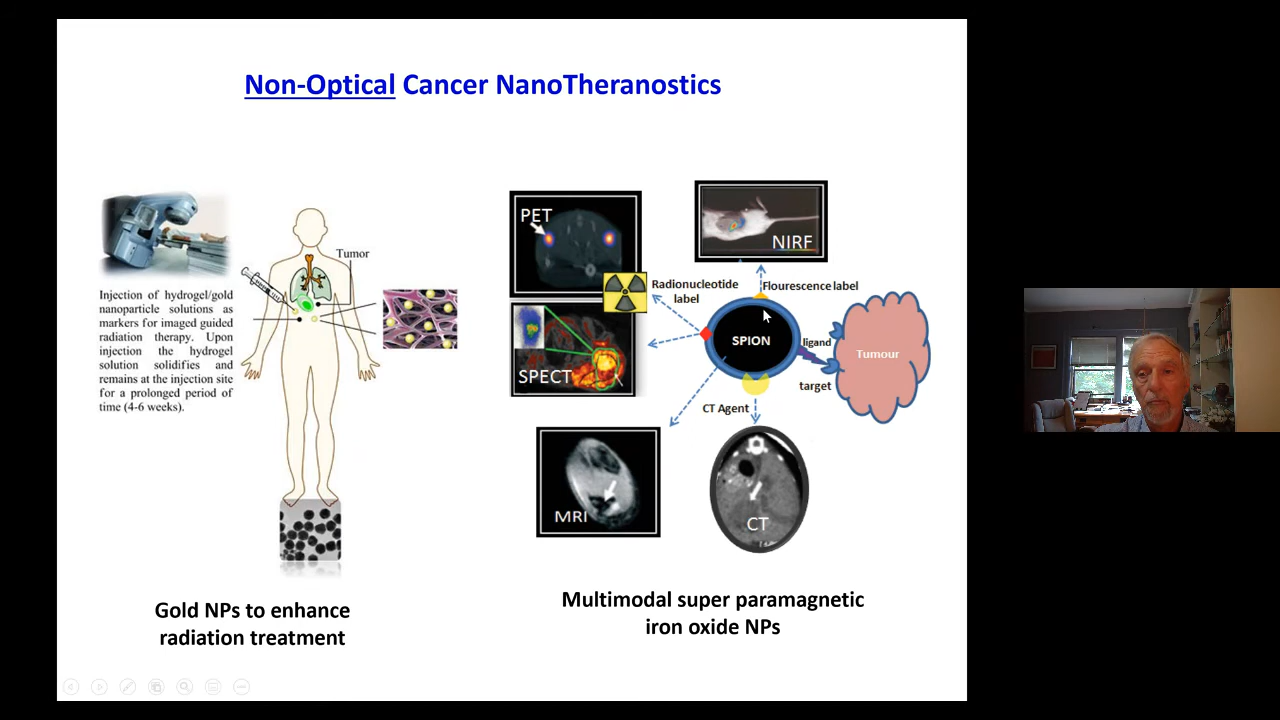 Non-Optical Cancer NanoTheranostics
Tumor
Injection of hydrogel/gold
nanoparticle solutions as
markers for imaged guided
radiation therapy. Upon
injection the hydrogel
solution solidifies and
remains at the injection site
for a prolonged period of
time (4-6 weeks).
Gold NPs to enhance
radiation treatment
PET
NIRF
Radionucleotide
label
Flourescence label
SPECT
SPION
ligand
target
Tumour
CT Agent
MRI
CT
Multimodal super paramagnetic
iron oxide NPs